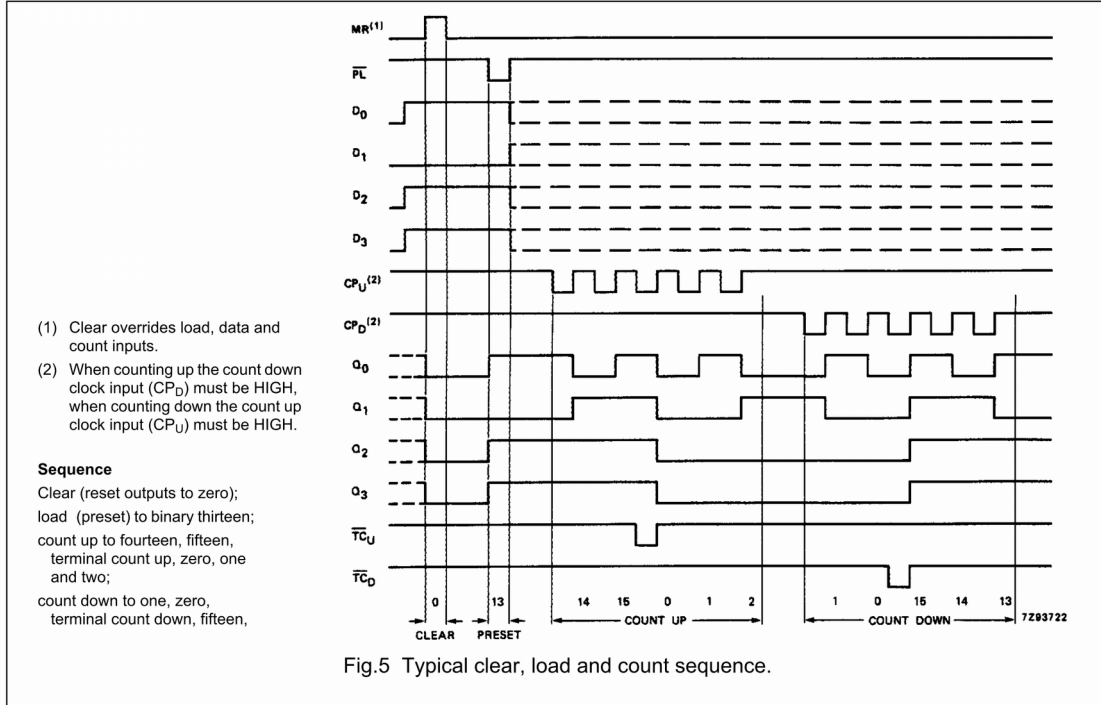 MR(1)
PL
D0
D1
D2
D3
CPU(2)
CPD(2)
Q0
Q1
Q2
Q3
TCU
TCD
0 13 14 15 0 1 2 1 0 15 14 13
CLEAR PRESET COUNT UP COUNT DOWN 7Z93722
(1) Clear overrides load, data and
count inputs.
(2) When counting up the count down
clock input (CPD) must be HIGH,
when counting down the count up
clock input (CPU) must be HIGH.
Sequence
Clear (reset outputs to zero);
load (preset) to binary thirteen;
count up to fourteen, fifteen,
terminal count up, zero, one
and two;
count down to one, zero,
terminal count down, fifteen,
Fig.5 Typical clear, load and count sequence.